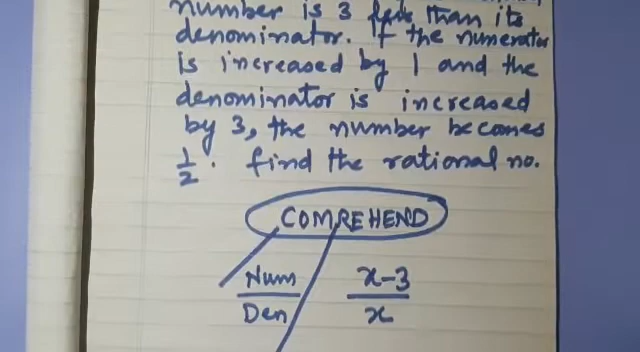 number is 3 less than its
denominator. If the numerator
is increased by 1 and the
denominator is increased
by 3, the number becomes
1/2. find the rational no.
COMREHEND
Num x-3
Den x